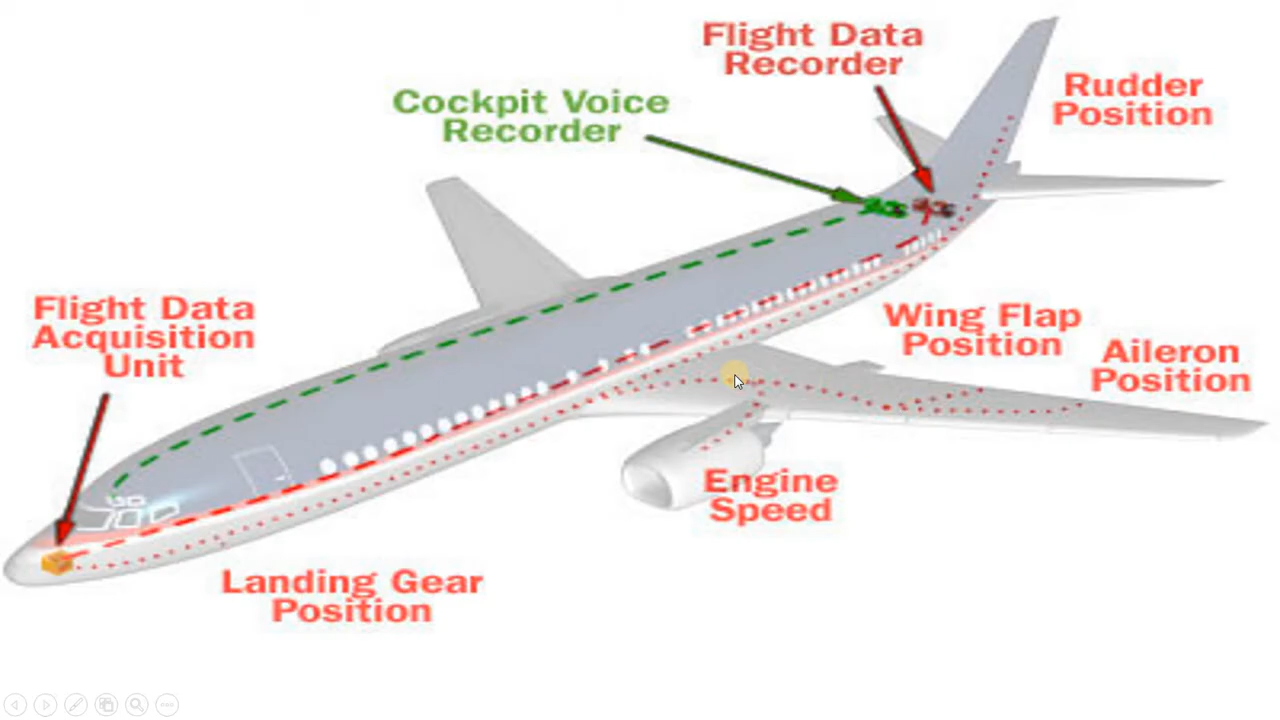 Flight Data
Recorder
Rudder
Position
Cockpit Voice
Recorder
Flight Data
Acquisition
Unit
Wing Flap
Position
Aileron
Position
Engine
Speed
Landing Gear
Position